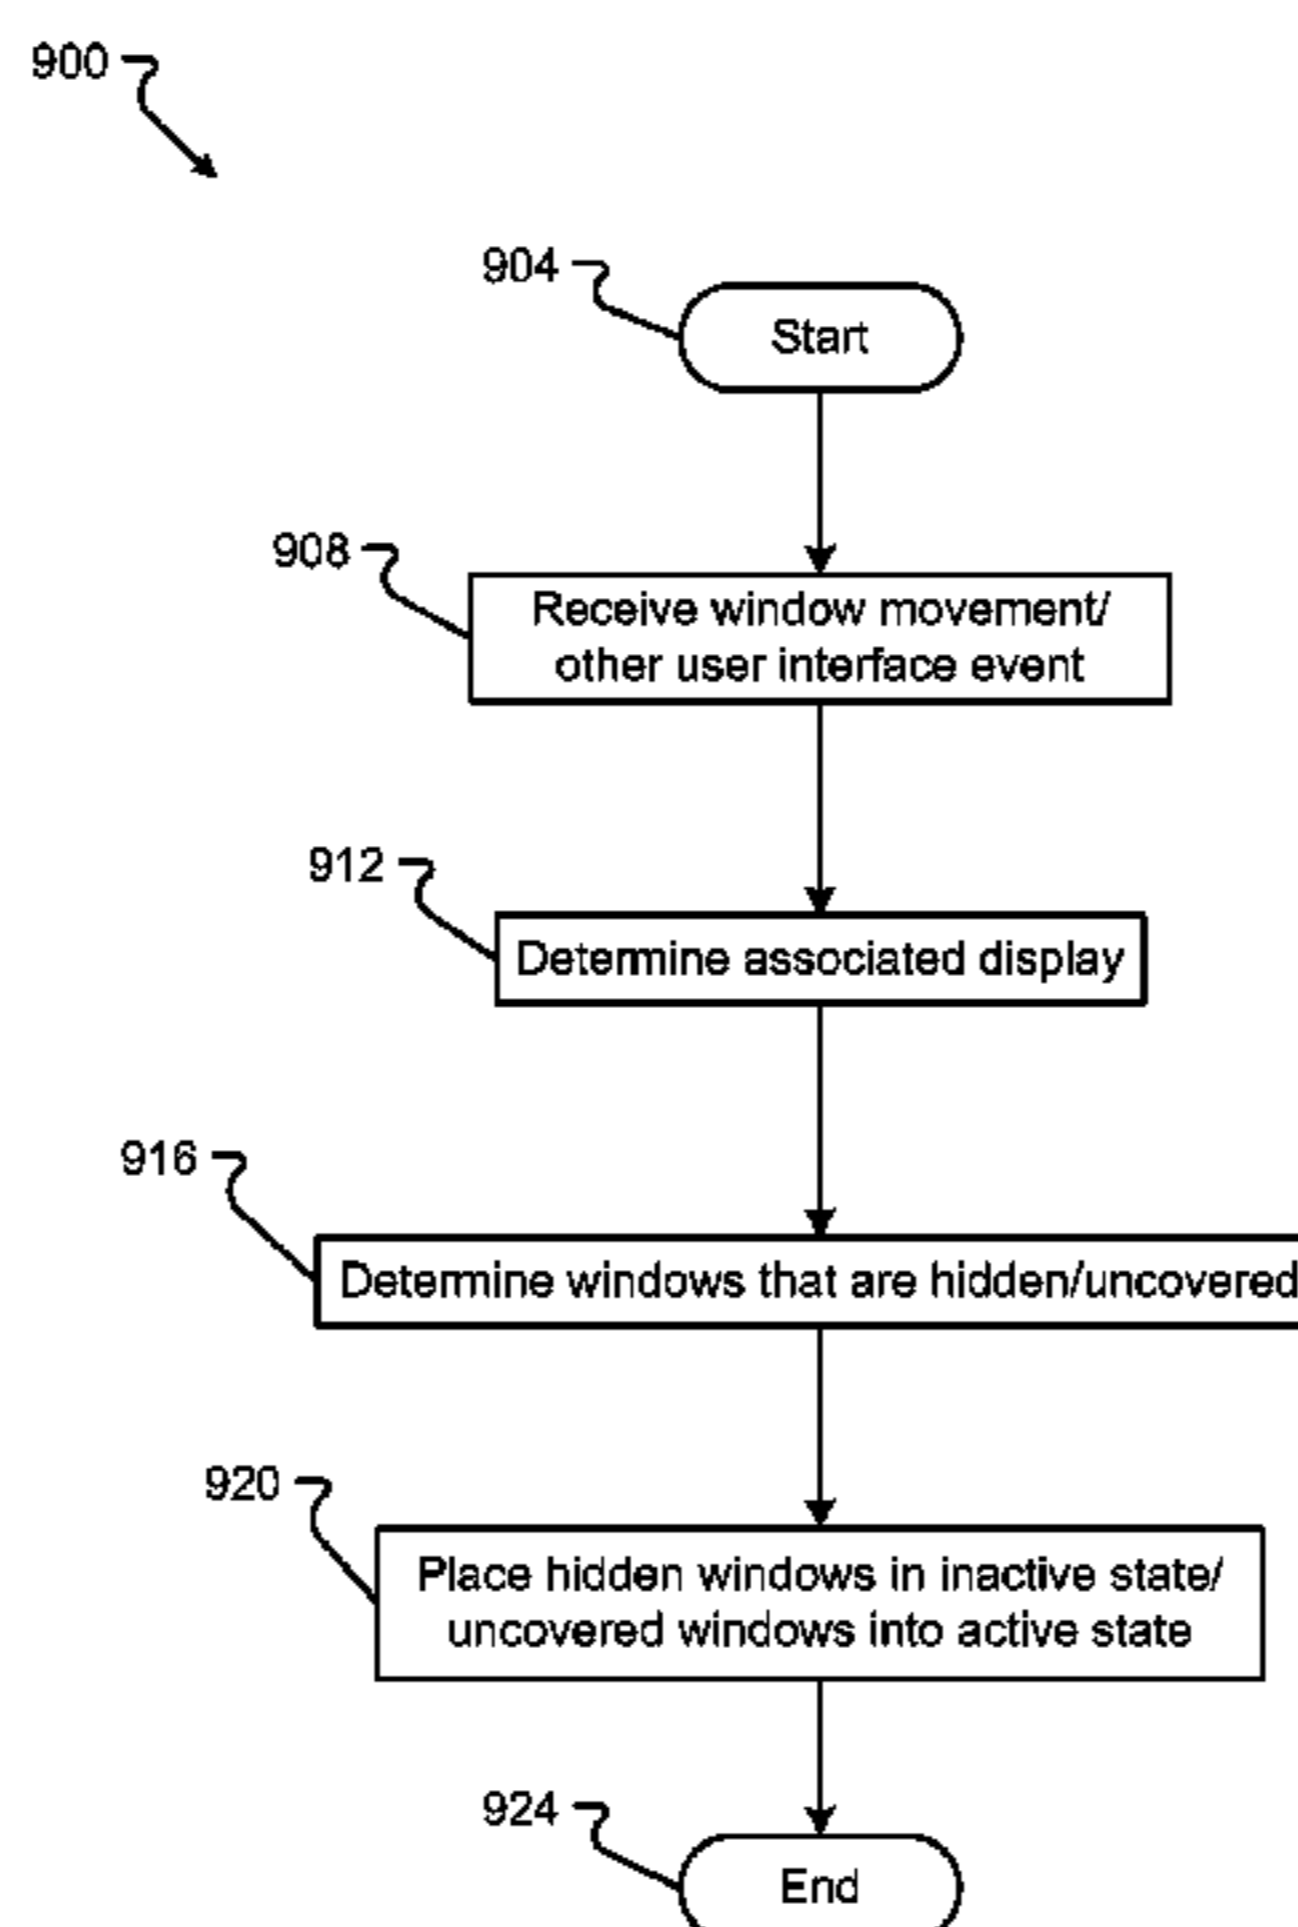 900
904
Start
908
Receive window movement/
other user interface event
912
Determine associated display
916
Determine windows that are hidden/uncovered
920
Place hidden windows in inactive state/
uncovered windows into active state
924
End